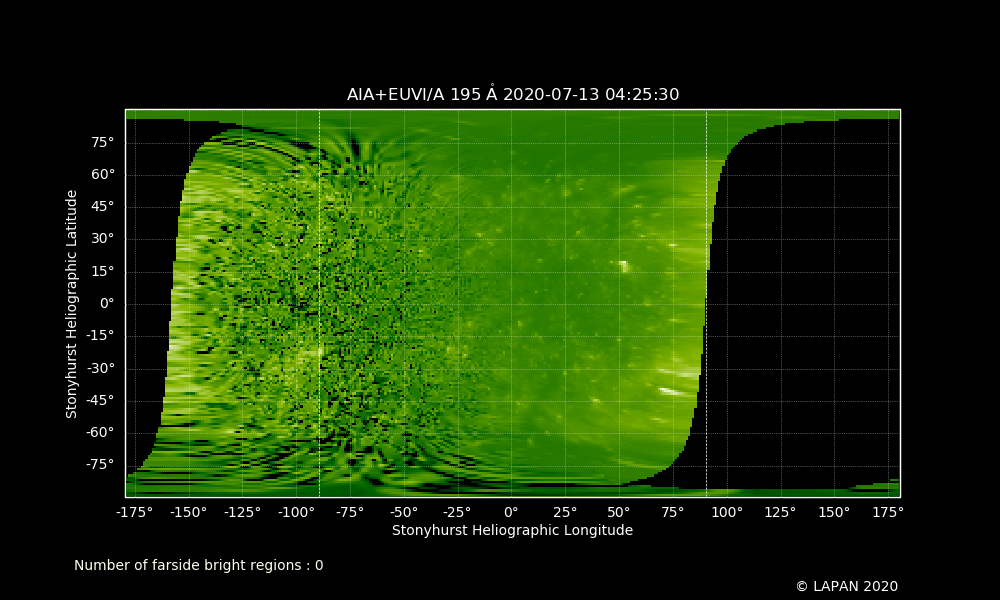 AIA+EUVI/A 195 Å 2020-07-13 04:25:30
Stonyhurst Heliographic Latitude
75°
60°
45°
30°
15°
0°
-15°
-30°
-45°
-60°
-75°
-175° -150° -125° -100° -75° -50° -25° 0° 25° 50° 75° 100° 125° 150° 175°
Stonyhurst Heliographic Longitude
Number of farside bright regions : 0
© LAPAN 2020